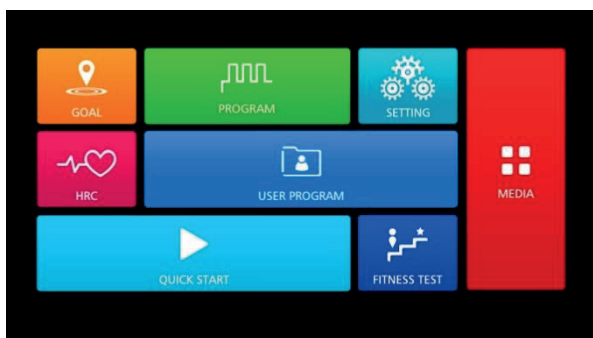 GOAL
PROGRAM
SETTING
HRC
USER PROGRAM
MEDIA
QUICK START
FITNESS TEST